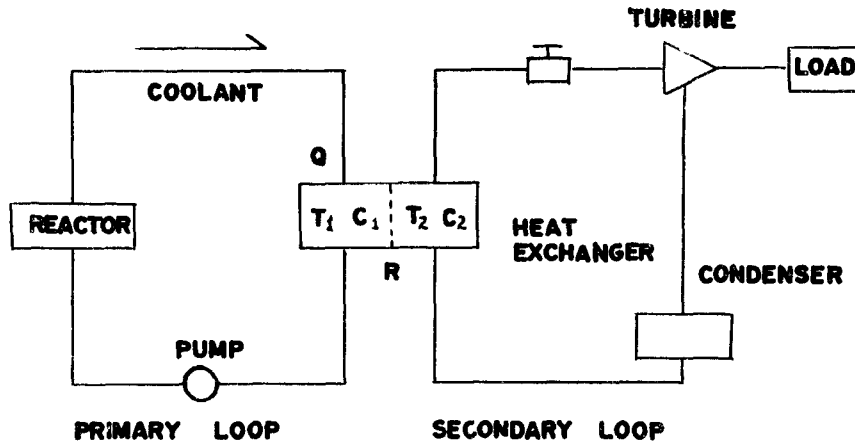 TURBINE
LOAD
COOLANT
Q
REACTOR
T₁ C₁ T₂ C₂
HEAT
EXCHANGER
R
CONDENSER
PUMP
PRIMARY LOOP
SECONDARY LOOP